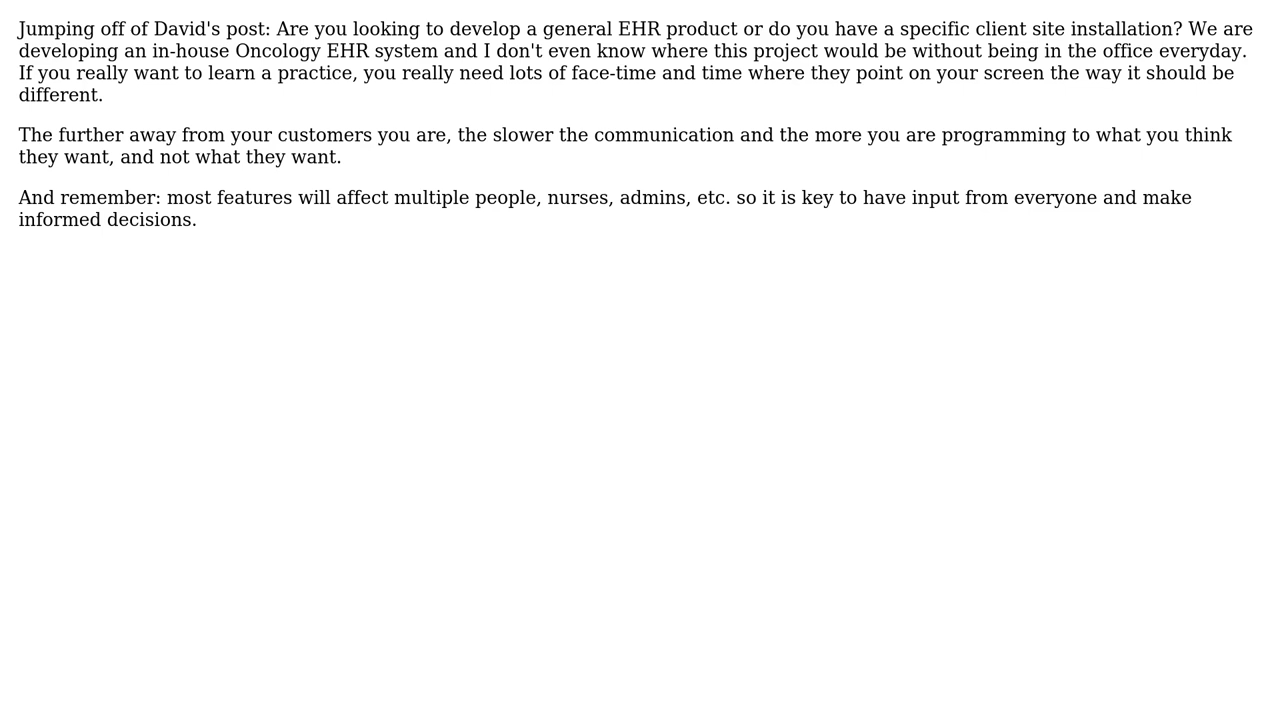 Jumping off of David's post: Are you looking to develop a general EHR product or do you have a specific client site installation? We are
developing an in-house Oncology EHR system and I don't even know where this project would be without being in the office everyday.
If you really want to learn a practice, you really need lots of face-time and time where they point on your screen the way it should be
different.
The further away from your customers you are, the slower the communication and the more you are programming to what you think
they want, and not what they want.
And remember: most features will affect multiple people, nurses, admins, etc. so it is key to have input from everyone and make
informed decisions.